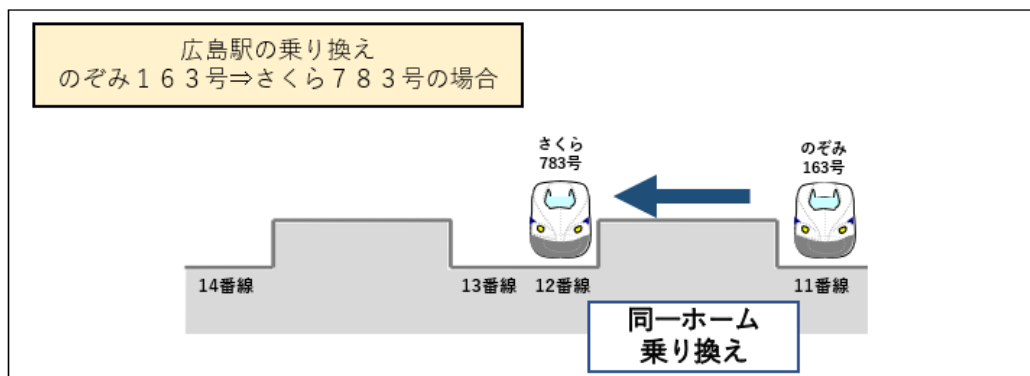 広島駅の乗り換え
のぞみ１６３号⇒さくら７８３号の場合
さくら
783号
のぞみ
163号
14番線
13番線
12番線
11番線
同一ホーム
乗り換え